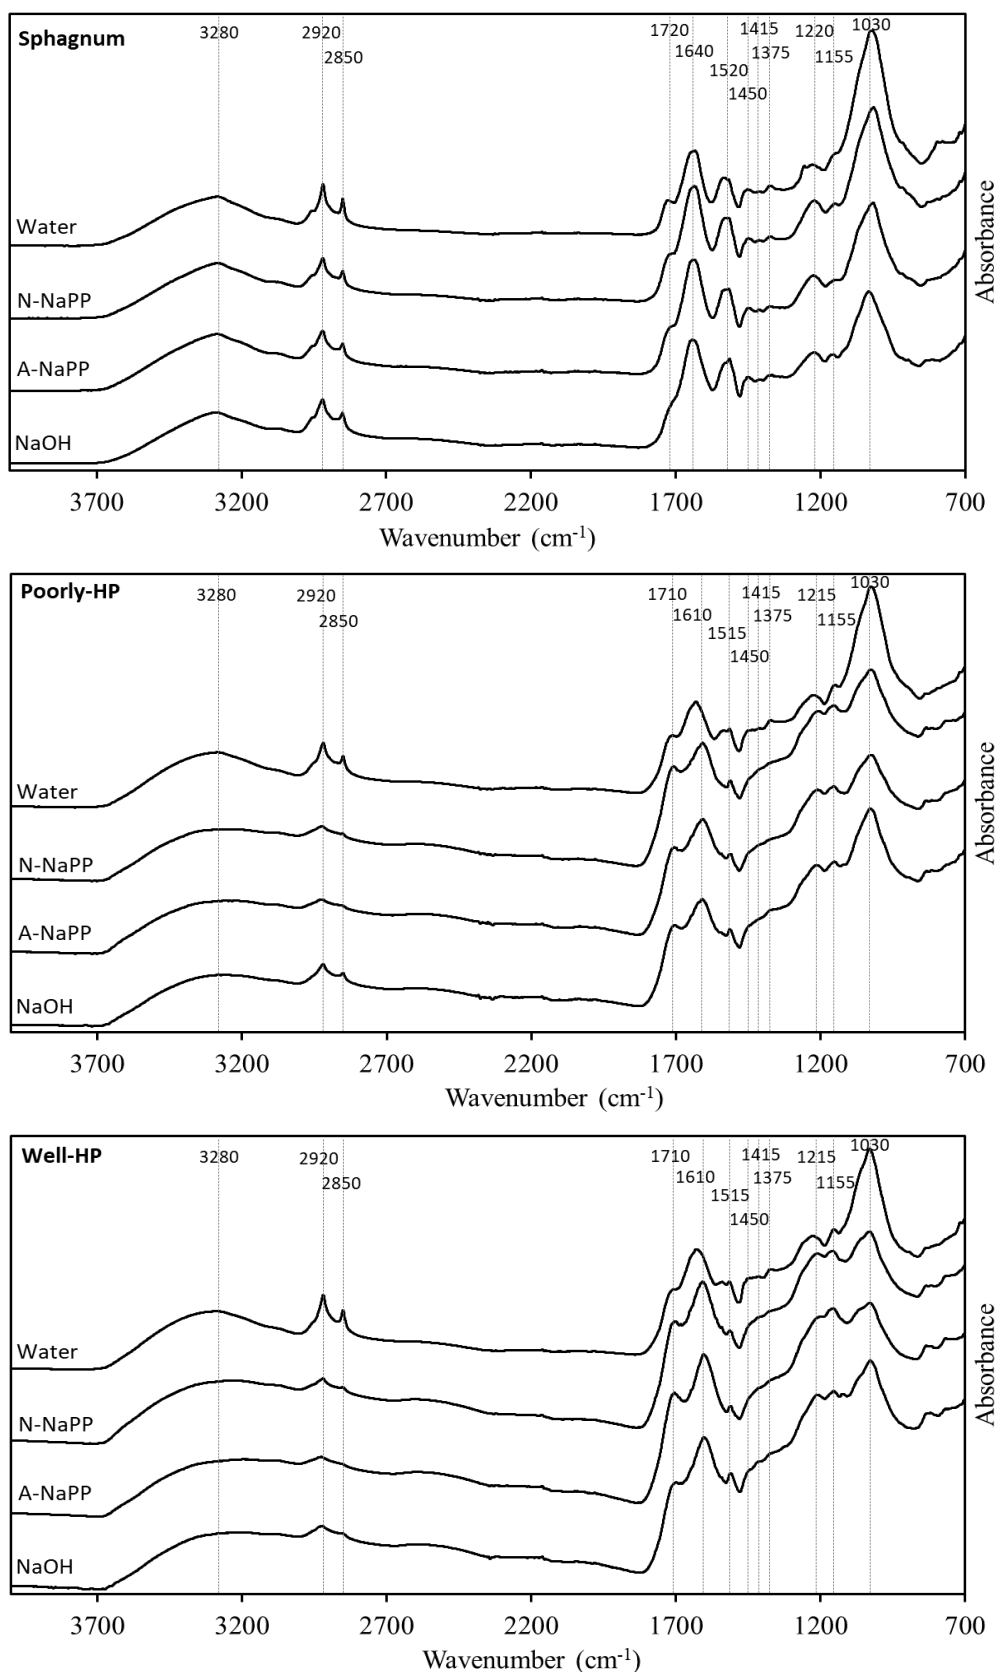 Sphagnum
3280 2920 1720 1415 1220 1030
2850 1640 1375 1155
1520
1450
Water
N-NaPP
A-NaPP
NaOH
Absorbance
3700 3200 2700 2200 1700 1200 700
Wavenumber (cm-1)
Poorly-HP
3280 2920 1710 1415 1215 1030
2850 1610 1375 1155
1515
1450
Water
N-NaPP
A-NaPP
NaOH
Absorbance
3700 3200 2700 2200 1700 1200 700
Wavenumber (cm-1)
Well-HP
3280 2920 1710 1415 1215 1030
2850 1610 1375 1155
1515
1450
Water
N-NaPP
A-NaPP
NaOH
Absorbance
3700 3200 2700 2200 1700 1200 700
Wavenumber (cm-1)